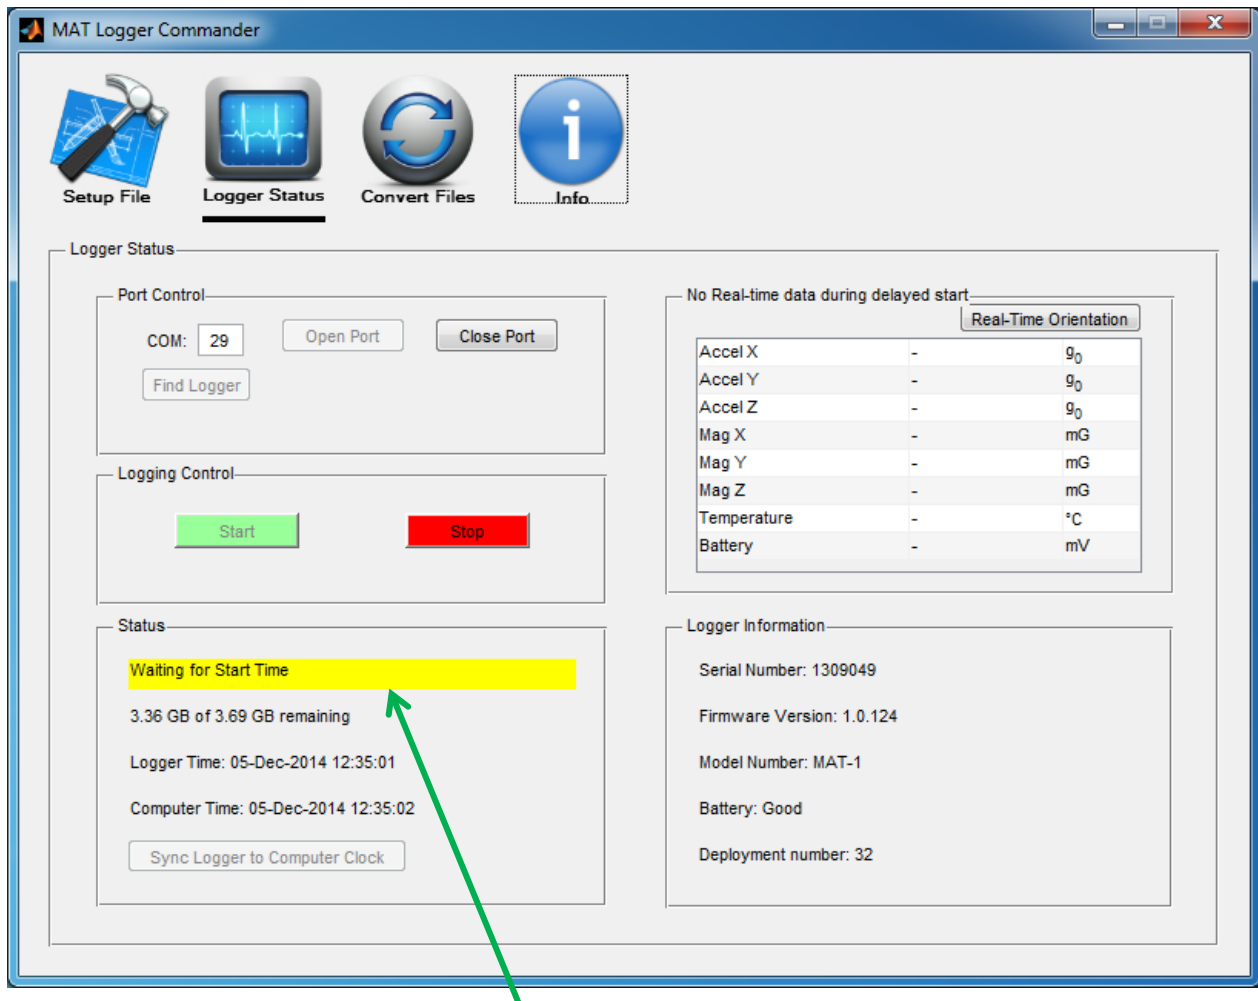 MAT Logger Commander
Setup File
Logger Status
Convert Files
Info
Logger Status
Port Control
COM: 29
Open Port
Close Port
Find Logger
Logging Control
Start
Stop
Status
Waiting for Start Time
3.36 GB of 3.69 GB remaining
Logger Time: 05-Dec-2014 12:35:01
Computer Time: 05-Dec-2014 12:35:02
Sync Logger to Computer Clock
No Real-time data during delayed start
Real-Time Orientation
Accel X - g0
Accel Y - g0
Accel Z - g0
Mag X - mG
Mag Y - mG
Mag Z - mG
Temperature - °C
Battery - mV
Logger Information
Serial Number: 1309049
Firmware Version: 1.0.124
Model Number: MAT-1
Battery: Good
Deployment number: 32